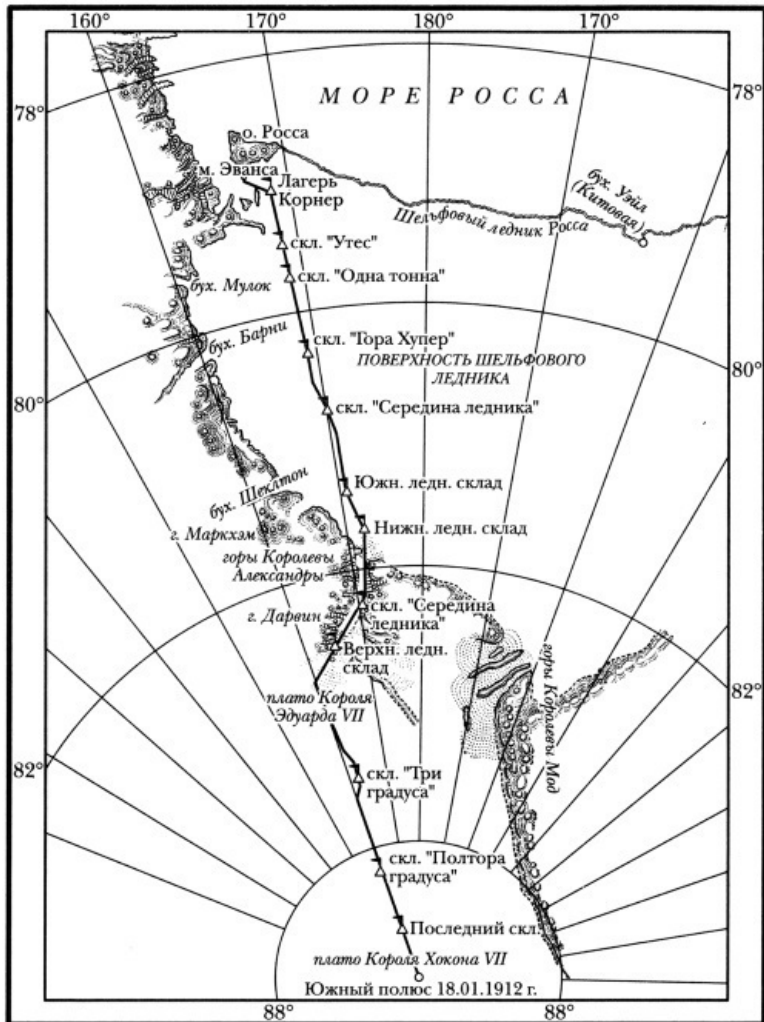 160°
170°
180°
170°
78°
78°
МОРЕ РОССА
о. Росса
м. Эванса
Лагерь
Корнер
бух. Уэйл
(Китовая)
Шельфовый ледник Росса
скл. "Утес"
скл. "Одна тонна"
бух. Мулок
бух. Барни
скл. "Гора Хупер"
ПОВЕРХНОСТЬ ШЕЛЬФОВОГО
ЛЕДНИКА
80°
80°
скл. "Середина ледника"
бух. Шеклтон
Южн. ледн. склад
г. Маркхэм
Нижн. ледн. склад
горы Королевы
Александры
г. Дарвин
скл. "Середина
ледника"
Верхн. ледн.
склад
горы Королевы Мод
плато Короля
Эдуарда VII
82°
82°
скл. "Три
градуса"
скл. "Полтора
градуса"
Последний скл.
плато Короля Хокона VII
Южный полюс 18.01.1912 г.
88°
88°